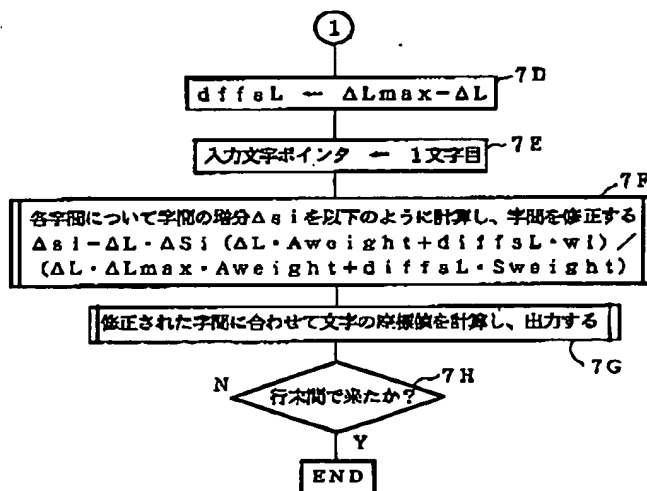 1
7D
dffsL ← ΔLmax-ΔL
7E
入力文字ポインタ ← 1文字目
7F
各字間について字間の増分Δsiを以下のように計算し、字間を修正する
Δsi-ΔL・ΔSi(ΔL・Aweight+diffsL・wi)/
(ΔL・ΔLmax・Aweight+diffsL・Sweight)
修正された字間に合わせて文字の座標値を計算し、出力する
7G
7H
N
行末間で来たか?
Y
END